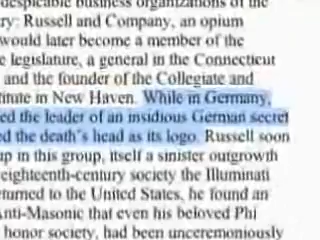 despicable business organizations of the
ry: Russell and Company, an opium
would later become a member of the
e legislature, a general in the Connecticut
and the founder of the Collegiate and
titute in New Haven. While in Germany,
ed the leader of an insidious German secret
ed the death's head as its logo. Russell soon
up in this group, itself a sinister outgrowth
eighteenth-century society the Illuminati
eturned to the United States, he found an
Anti-Masonic that even his beloved Phi
honor society, had been unceremoniously